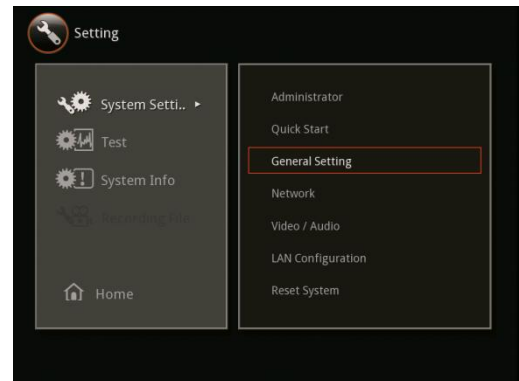 Setting
System Setti..
Test
System Info
Recording File
Home
Administrator
Quick Start
General Setting
Network
Video / Audio
LAN Configuration
Reset System